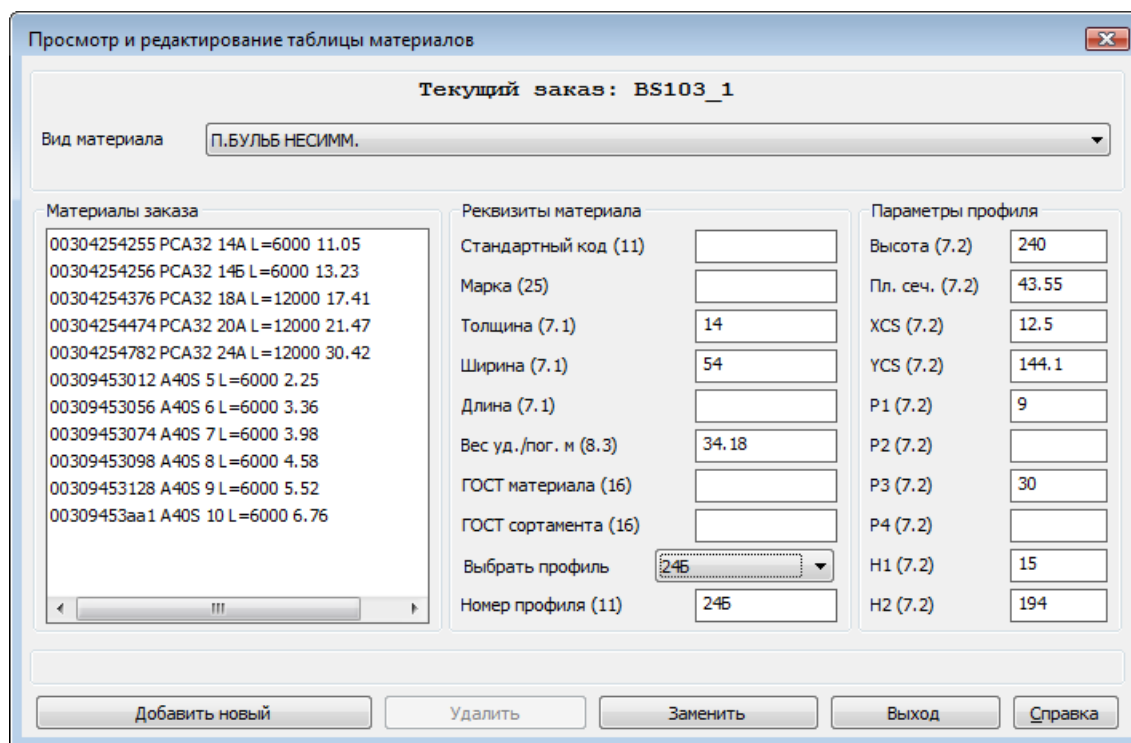 Просмотр и редактирование таблицы материалов
Текущий заказ: BS103_1
Вид материала П.БУЛЬБ НЕСИММ.
Материалы заказа
00304254255 PCA32 14А L=6000 11.05
00304254256 PCA32 14Б L=6000 13.23
00304254376 PCA32 18А L=12000 17.41
00304254474 PCA32 20А L=12000 21.47
00304254782 PCA32 24А L=12000 30.42
00309453012 A40S 5 L=6000 2.25
00309453056 A40S 6 L=6000 3.36
00309453074 A40S 7 L=6000 3.98
00309453098 A40S 8 L=6000 4.58
00309453128 A40S 9 L=6000 5.52
00309453aa1 A40S 10 L=6000 6.76
Реквизиты материала
Стандартный код (11)
Марка (25)
Толщина (7.1) 14
Ширина (7.1) 54
Длина (7.1)
Вес уд./пог. м (8.3) 34.18
ГОСТ материала (16)
ГОСТ сортамента (16)
Выбрать профиль 24Б
Номер профиля (11) 24Б
Параметры профиля
Высота (7.2) 240
Пл. сеч. (7.2) 43.55
XCS (7.2) 12.5
YCS (7.2) 144.1
P1 (7.2) 9
P2 (7.2)
P3 (7.2) 30
P4 (7.2)
H1 (7.2) 15
H2 (7.2) 194
Добавить новый Удалить Заменить Выход Справка